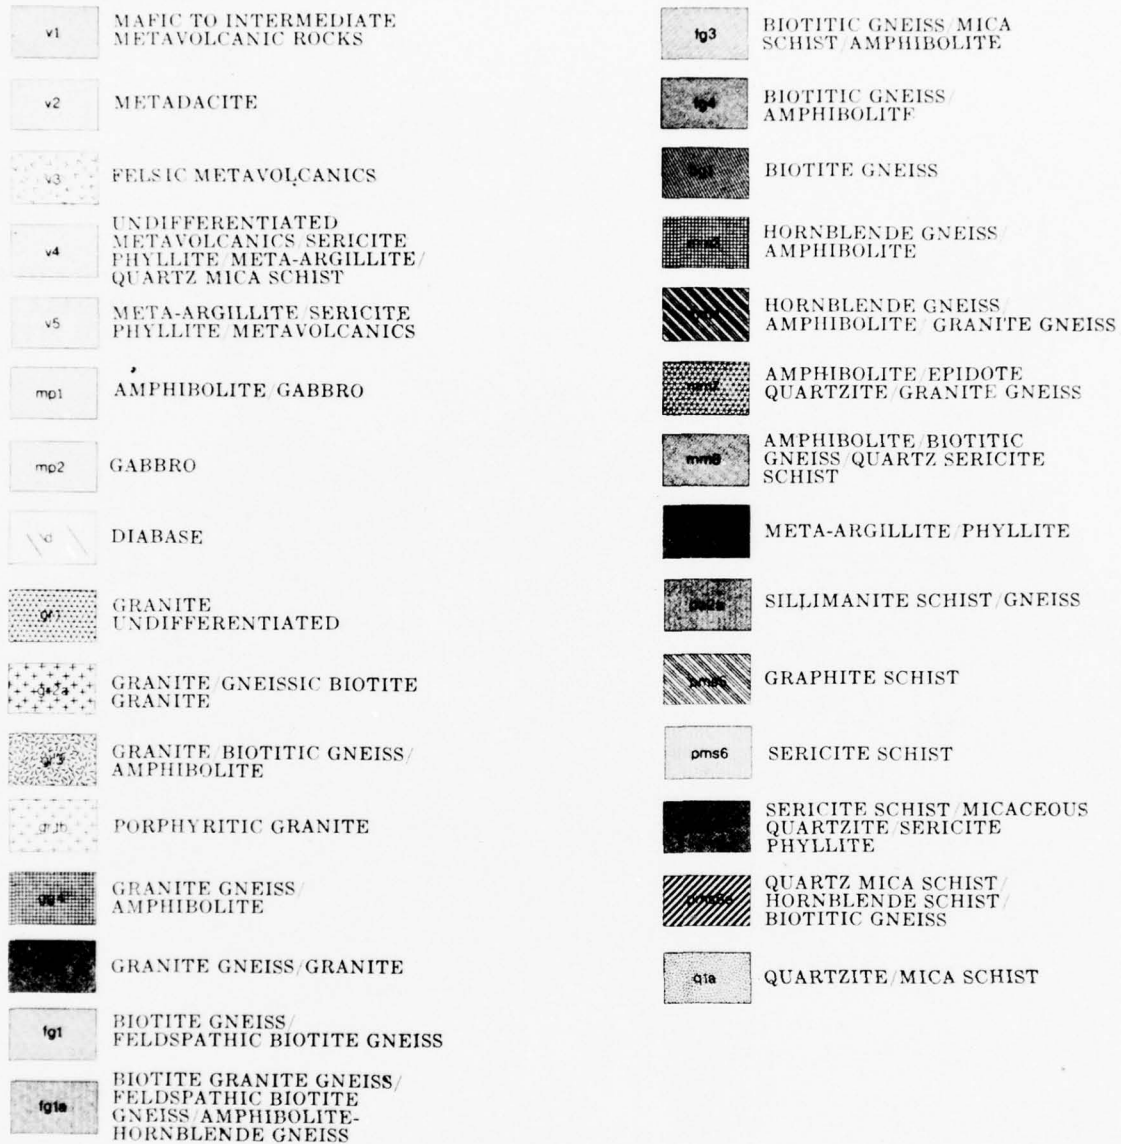 v1
MAFIC TO INTERMEDIATE
METAVOLCANIC ROCKS
v2
METADACITE
v3
FELSIC METAVOLCANICS
v4
UNDIFFERENTIATED
METAVOLCANICS/SERICITE
PHYLLITE/META-ARGILLITE/
QUARTZ MICA SCHIST
v5
META-ARGILLITE/SERICITE
PHYLLITE/METAVOLCANICS
mp1
AMPHIBOLITE/GABBRO
mp2
GABBRO
d
DIABASE
gr1
GRANITE
UNDIFFERENTIATED
gr2a
GRANITE/GNEISSIC BIOTITE
GRANITE
gr3
GRANITE/BIOTITIC GNEISS/
AMPHIBOLITE
PORPHYRITIC GRANITE
gg4
GRANITE GNEISS/
AMPHIBOLITE
GRANITE GNEISS/GRANITE
fg1
BIOTITE GNEISS/
FELDSPATHIC BIOTITE GNEISS
fg1a
BIOTITE GRANITE GNEISS/
FELDSPATHIC BIOTITE
GNEISS/AMPHIBOLITE-
HORNBLENDE GNEISS
fg3
BIOTITIC GNEISS/MICA
SCHIST/AMPHIBOLITE
fg4
BIOTITIC GNEISS/
AMPHIBOLITE
BIOTITE GNEISS
HORNBLENDE GNEISS/
AMPHIBOLITE
HORNBLENDE GNEISS/
AMPHIBOLITE/GRANITE GNEISS
AMPHIBOLITE/EPIDOTE
QUARTZITE/GRANITE GNEISS
AMPHIBOLITE/BIOTITIC
GNEISS/QUARTZ SERICITE
SCHIST
META-ARGILLITE/PHYLLITE
SILLIMANITE SCHIST/GNEISS
GRAPHITE SCHIST
pms6
SERICITE SCHIST
SERICITE SCHIST/MICACEOUS
QUARTZITE/SERICITE
PHYLLITE
QUARTZ MICA SCHIST/
HORNBLENDE SCHIST/
BIOTITIC GNEISS
q1a
QUARTZITE/MICA SCHIST